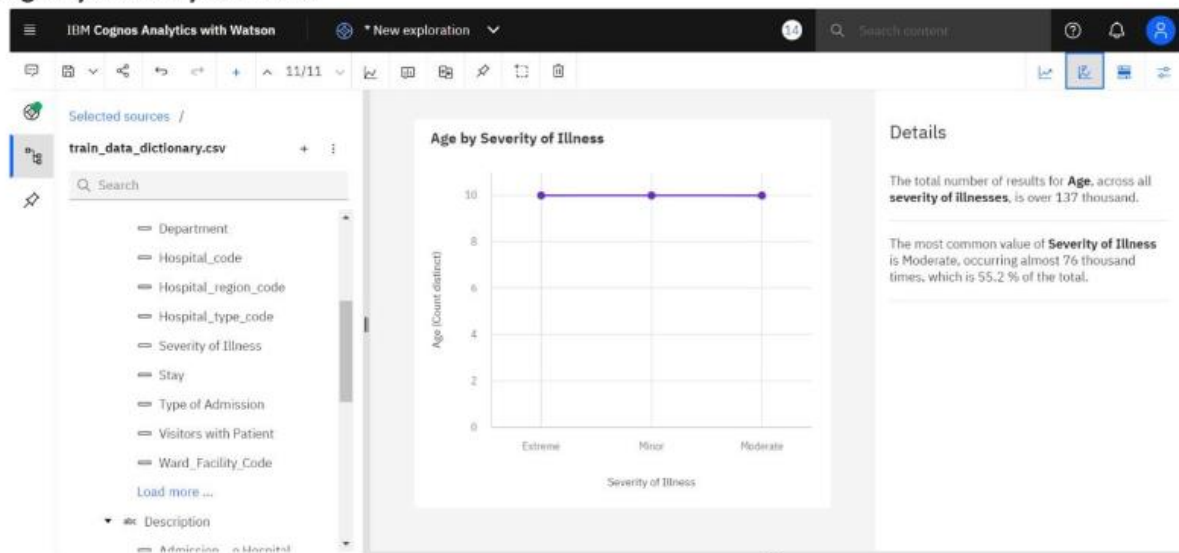 IBM Cognos Analytics with Watson
* New exploration
14
Search content
11/11
Selected sources /
train_data_dictionary.csv
Search
Department
Hospital_code
Hospital_region_code
Hospital_type_code
Severity of Illness
Stay
Type of Admission
Visitors with Patient
Ward_Facility_Code
Load more ...
abc Description
Age by Severity of Illness
10
8
6
4
2
0
Age (Count distinct)
Extreme
Minor
Moderate
Severity of Illness
Details
The total number of results for Age, across all
severity of illnesses, is over 137 thousand.
The most common value of Severity of Illness
is Moderate, occurring almost 76 thousand
times, which is 55.2 % of the total.